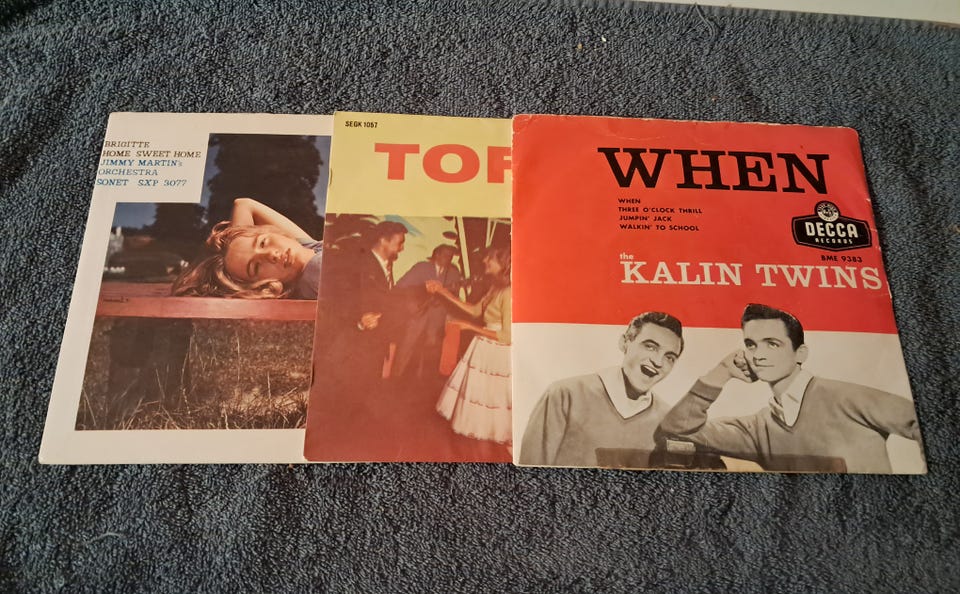 BRIGITTE
HOME SWEET HOME
JIMMY MARTIN's
ORCHESTRA
SONET SXP 3077
SEGK 1057
TOP
WHEN
WHEN
THREE O'CLOCK THRILL
JUMPIN' JACK
WALKIN' TO SCHOOL
DECCA
RECORDS
BME 9383
the
KALIN TWINS